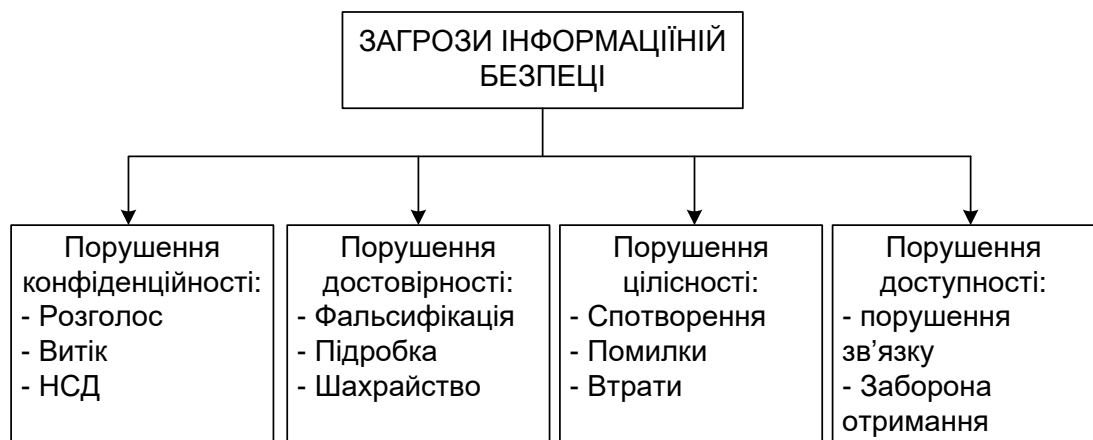 ЗАГРОЗИ ІНФОРМАЦІЇНІЙ
БЕЗПЕЦІ
Порушення
конфіденційності:
- Розголос
- Витік
- НСД
Порушення
достовірності:
- Фальсифікація
- Підробка
- Шахрайство
Порушення
цілісності:
- Спотворення
- Помилки
- Втрати
Порушення
доступності:
- порушення
зв’язку
- Заборона
отримання